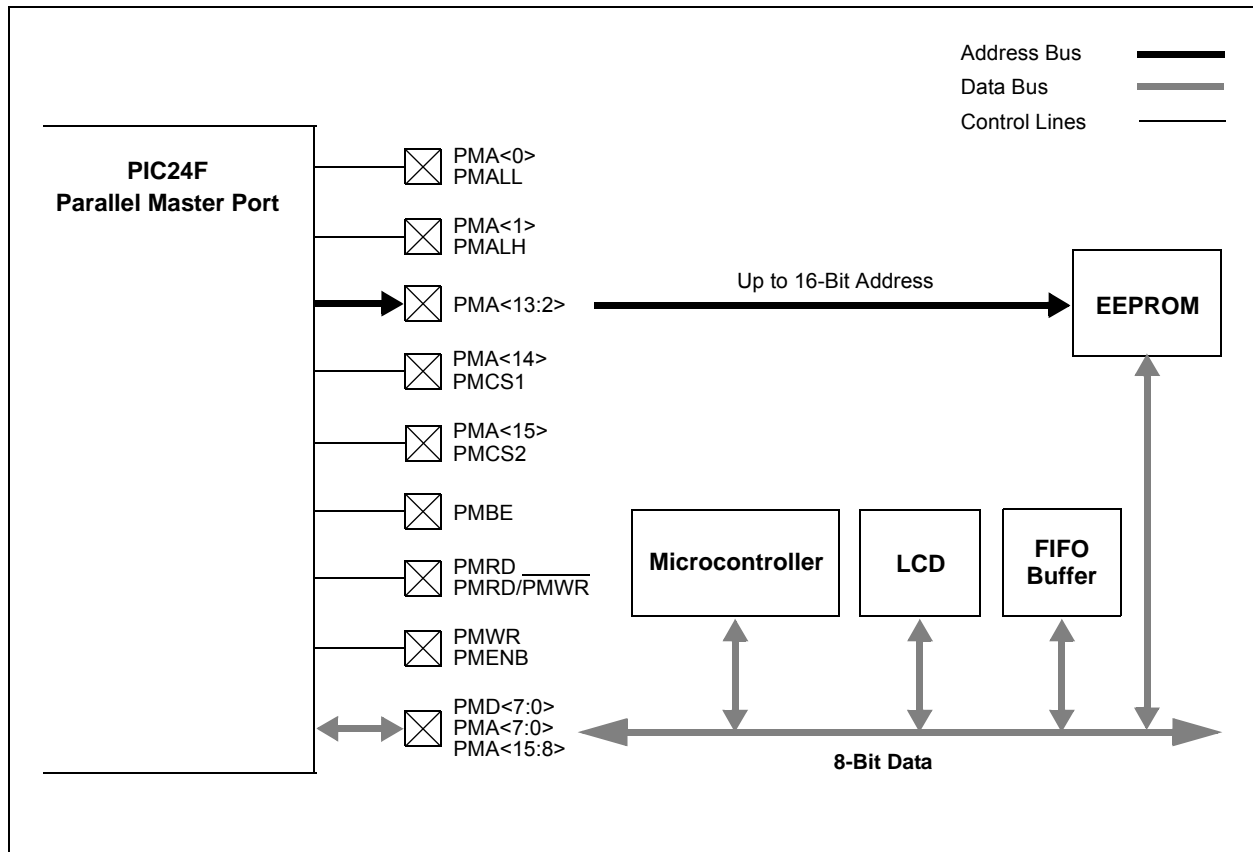 Address Bus
Data Bus
Control Lines
PIC24F
Parallel Master Port
PMA<0>
PMALL
PMA<1>
PMALH
PMA<13:2>
Up to 16-Bit Address
EEPROM
PMA<14>
PMCS1
PMA<15>
PMCS2
PMBE
PMRD
PMRD/PMWR
Microcontroller
LCD
FIFO
Buffer
PMWR
PMENB
PMD<7:0>
PMA<7:0>
PMA<15:8>
8-Bit Data